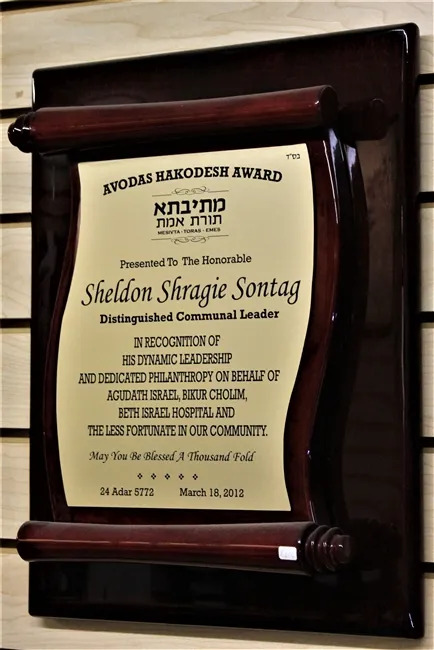 בס"ד
AVODAS HAKODESH AWARD
מתיבתא
תורת אמת
MESIVTA · TORAS · EMES
Presented To The Honorable
Sheldon Shragie Sontag
Distinguished Communal Leader
IN RECOGNITION OF
HIS DYNAMIC LEADERSHIP
AND DEDICATED PHILANTHROPY ON BEHALF OF
AGUDATH ISRAEL, BIKUR CHOLIM,
BETH ISRAEL HOSPITAL AND
THE LESS FORTUNATE IN OUR COMMUNITY.
May You Be Blessed A Thousand Fold
24 Adar 5772 March 18, 2012